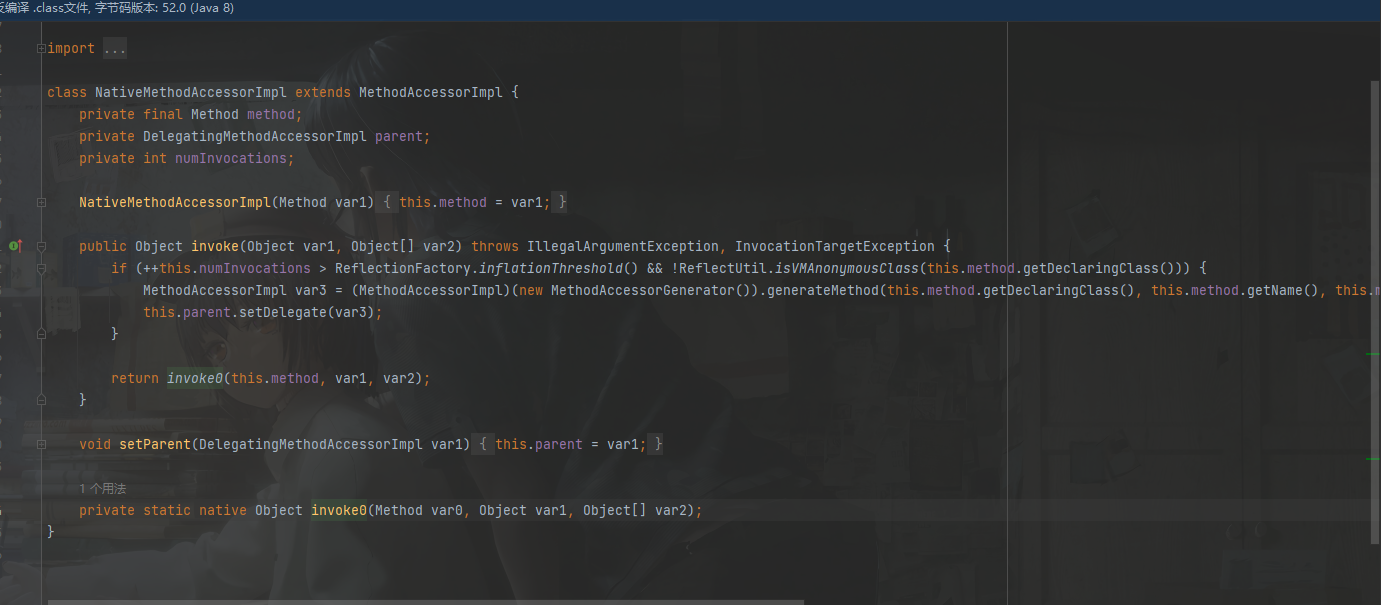 反编译 .class文件, 字节码版本: 52.0 (Java 8)
import ...
class NativeMethodAccessorImpl extends MethodAccessorImpl {
private final Method method;
private DelegatingMethodAccessorImpl parent;
private int numInvocations;
NativeMethodAccessorImpl(Method var1) { this.method = var1; }
public Object invoke(Object var1, Object[] var2) throws IllegalArgumentException, InvocationTargetException {
if (++this.numInvocations > ReflectionFactory.inflationThreshold() && !ReflectUtil.isVMAnonymousClass(this.method.getDeclaringClass())) {
MethodAccessorImpl var3 = (MethodAccessorImpl)(new MethodAccessorGenerator()).generateMethod(this.method.getDeclaringClass(), this.method.getName(), this.m
this.parent.setDelegate(var3);
}
return invoke0(this.method, var1, var2);
}
void setParent(DelegatingMethodAccessorImpl var1) { this.parent = var1; }
1 个用法
private static native Object invoke0(Method var0, Object var1, Object[] var2);
}